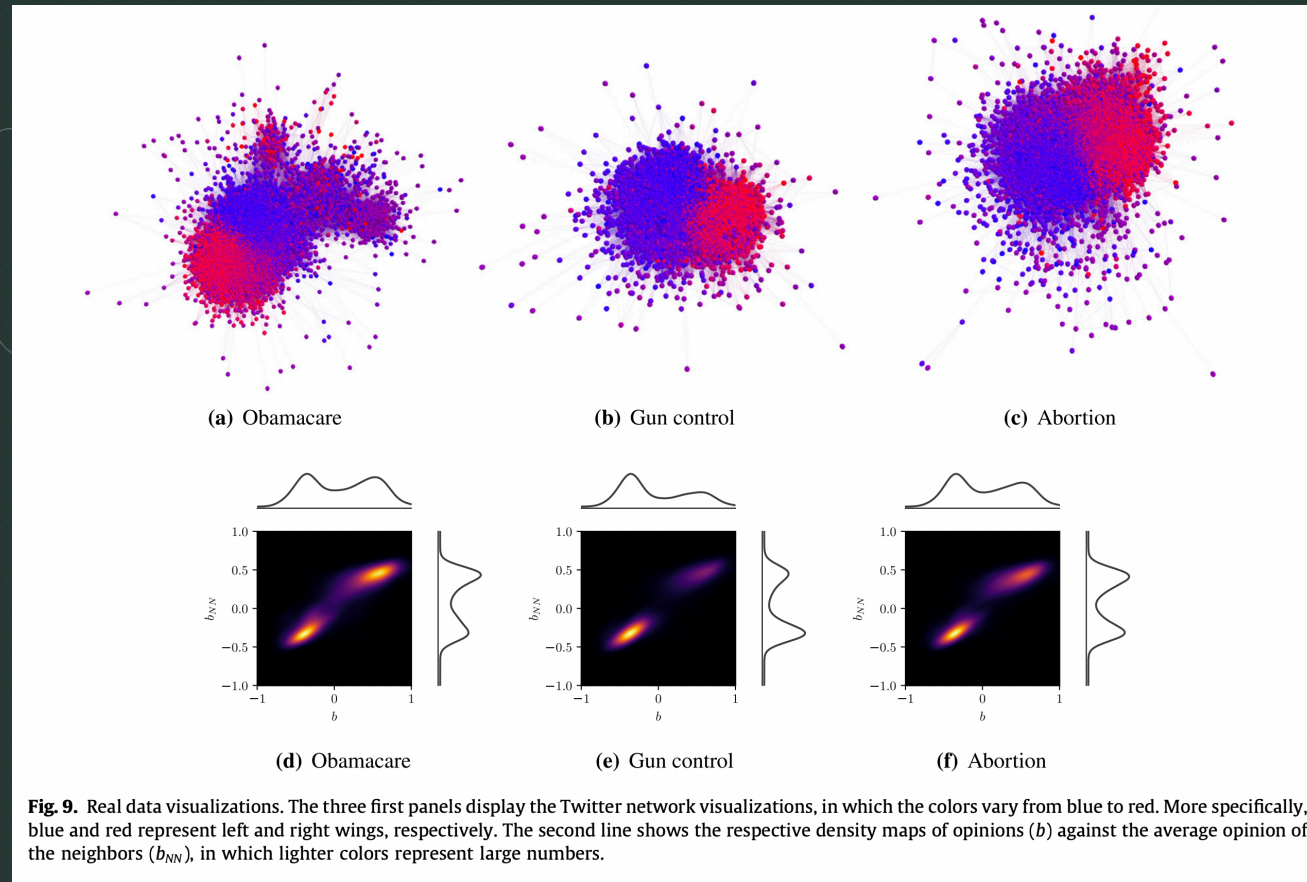 (a) Obamacare
(b) Gun control
(c) Abortion
1.0
0.5
0.0
−0.5
−1.0
−1
0
1
b
bNN
1.0
0.5
0.0
−0.5
−1.0
−1
0
1
b
bNN
1.0
0.5
0.0
−0.5
−1.0
−1
0
1
b
bNN
(d) Obamacare
(e) Gun control
(f) Abortion
Fig. 9. Real data visualizations. The three first panels display the Twitter network visualizations, in which the colors vary from blue to red. More specifically,
blue and red represent left and right wings, respectively. The second line shows the respective density maps of opinions (b) against the average opinion of
the neighbors (bNN), in which lighter colors represent large numbers.